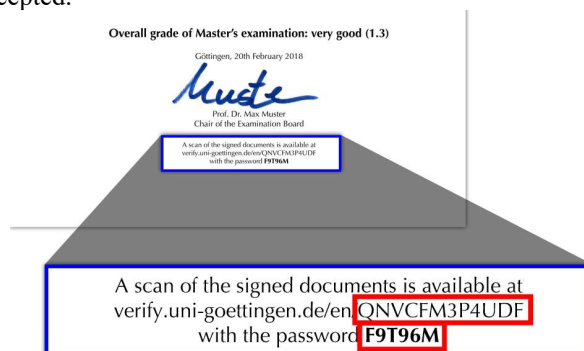 cepted.
Overall grade of Master's examination: very good (1.3)
Göttingen, 20th February 2018
Muste
Prof. Dr. Max Muster
Chair of the Examination Board
A scan of the signed documents is available at
verify.uni-goettingen.de/en/QNVCFM3P4UDF
with the password F9T96M
A scan of the signed documents is available at
verify.uni-goettingen.de/en/QNVCFM3P4UDF
with the password F9T96M